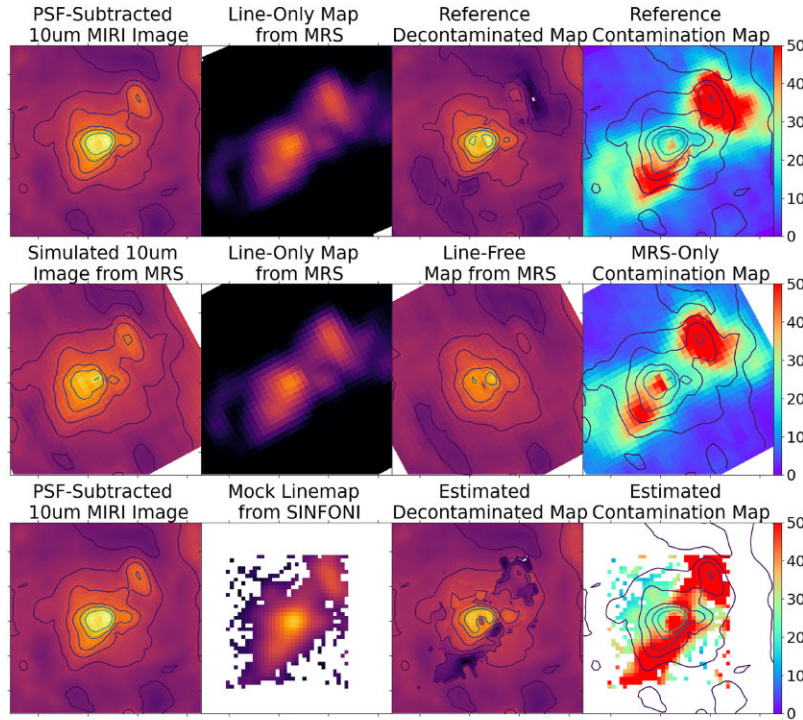 PSF-Subtracted
10um MIRI Image
Line-Only Map
from MRS
Reference
Decontaminated Map
Reference
Contamination Map
50
40
30
20
10
0
Simulated 10um
Image from MRS
Line-Only Map
from MRS
Line-Free
Map from MRS
MRS-Only
Contamination Map
50
40
30
20
10
0
PSF-Subtracted
10um MIRI Image
Mock Linemap
from SINFONI
Estimated
Decontaminated Map
Estimated
Contamination Map
50
40
30
20
10
0